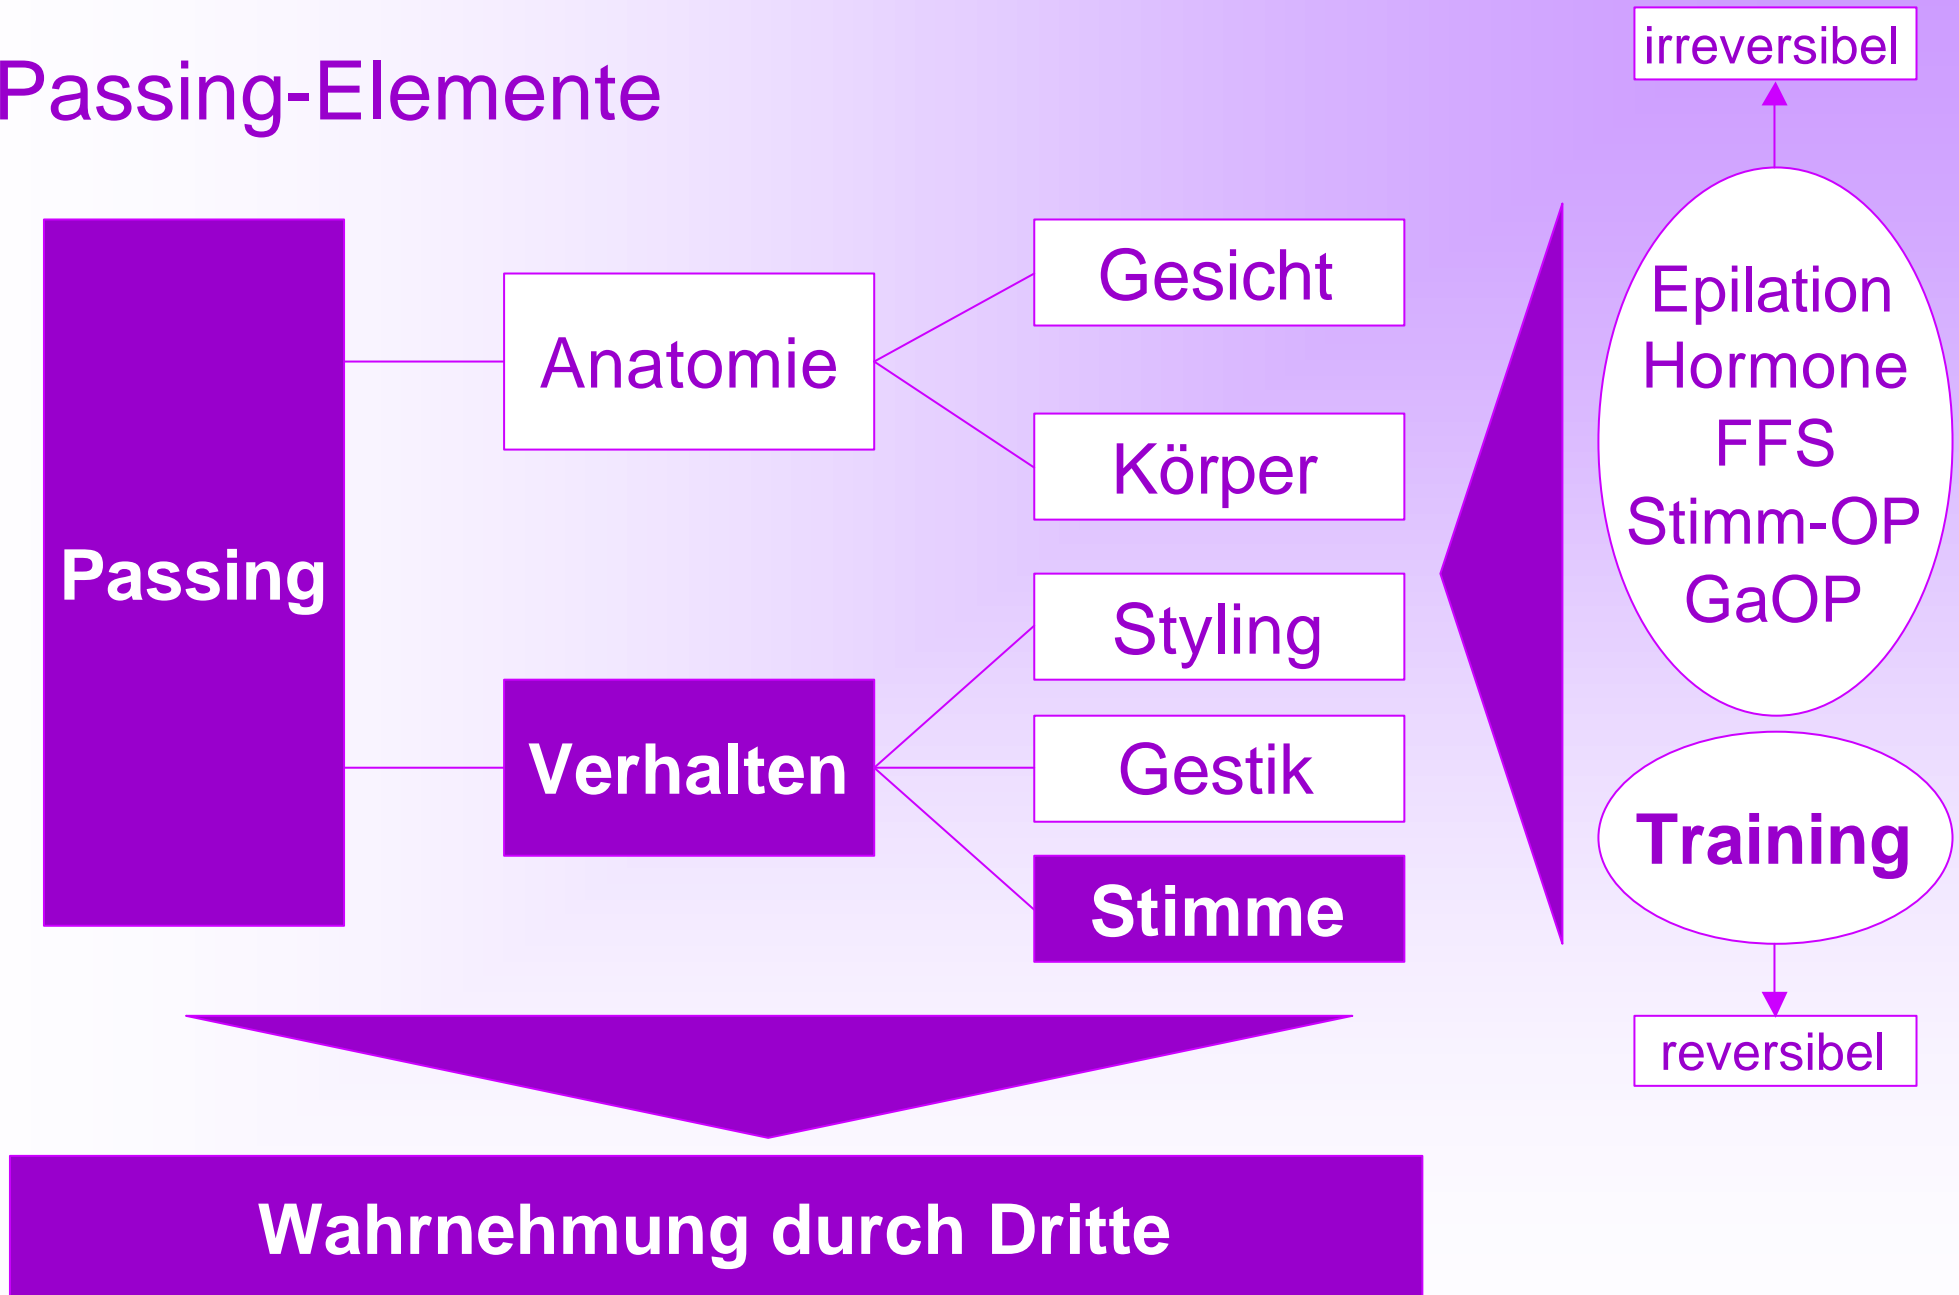 Passing-Elemente
Passing
Anatomie
Verhalten
Gesicht
Körper
Styling
Gestik
Stimme
irreversibel
Epilation
Hormone
FFS
Stimm-OP
GaOP
Training
reversibel
Wahrnehmung durch Dritte